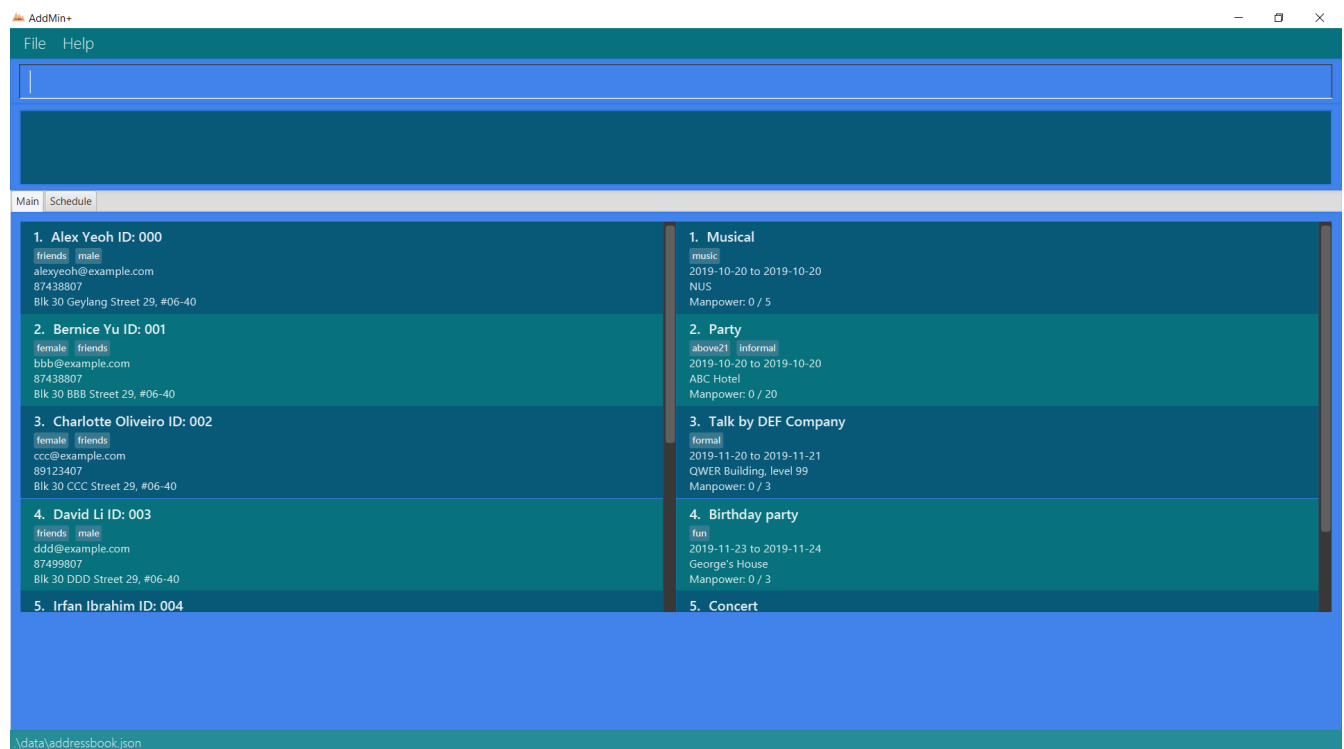 AddMin+
File Help
Main Schedule
1. Alex Yeoh ID: 000
friends male
alexyeoh@example.com
87438807
Blk 30 Geylang Street 29, #06-40
2. Bernice Yu ID: 001
female friends
bbb@example.com
87438807
Blk 30 BBB Street 29, #06-40
3. Charlotte Oliveiro ID: 002
female friends
ccc@example.com
89123407
Blk 30 CCC Street 29, #06-40
4. David Li ID: 003
friends male
ddd@example.com
87499807
Blk 30 DDD Street 29, #06-40
5. Irfan Ibrahim ID: 004
1. Musical
music
2019-10-20 to 2019-10-20
NUS
Manpower: 0 / 5
2. Party
above21 informal
2019-10-20 to 2019-10-20
ABC Hotel
Manpower: 0 / 20
3. Talk by DEF Company
formal
2019-11-20 to 2019-11-21
QWER Building, level 99
Manpower: 0 / 3
4. Birthday party
fun
2019-11-23 to 2019-11-24
George's House
Manpower: 0 / 3
5. Concert
.\data\addressbook.json